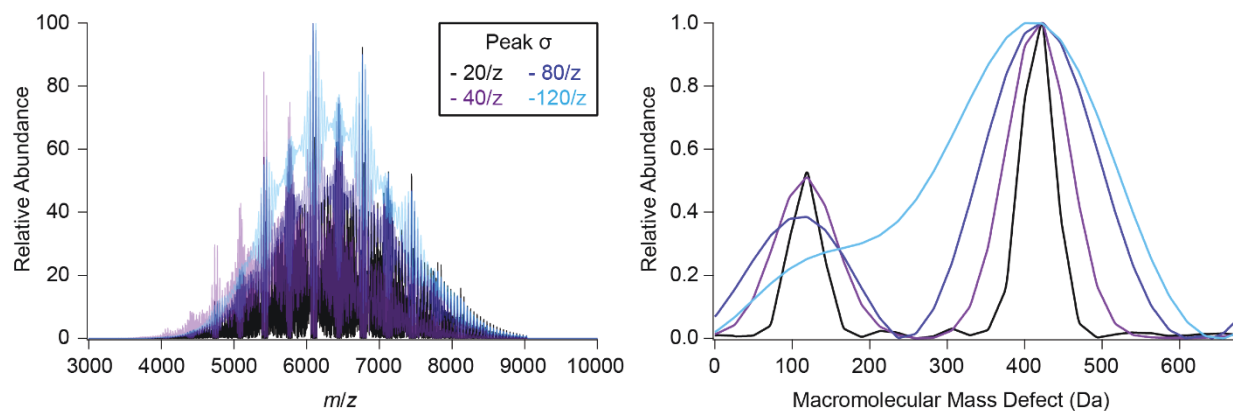 Relative Abundance
100
80
60
40
20
0
3000 4000 5000 6000 7000 8000 9000 10000
m/z
Peak σ
- 20/z - 80/z
- 40/z -120/z
Relative Abundance
1.0
0.8
0.6
0.4
0.2
0.0
0 100 200 300 400 500 600
Macromolecular Mass Defect (Da)